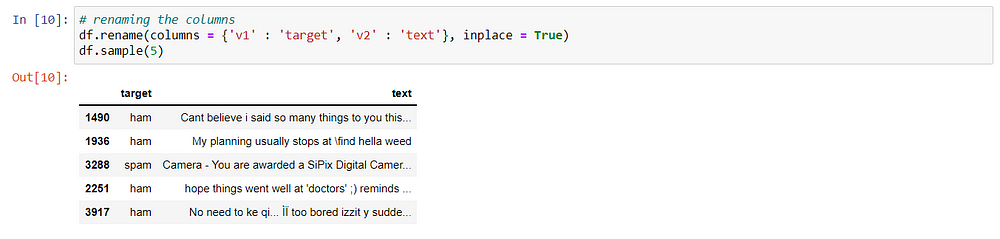 In [10]: # renaming the columns
df.rename(columns = {'v1' : 'target', 'v2' : 'text'}, inplace = True)
df.sample(5)
Out[10]:
target text
1490 ham Cant believe i said so many things to you this...
1936 ham My planning usually stops at \find hella weed
3288 spam Camera - You are awarded a SiPix Digital Camer...
2251 ham hope things went well at 'doctors' ;) reminds ...
3917 ham No need to ke qi... ÌÏ too bored izzit y sudde...